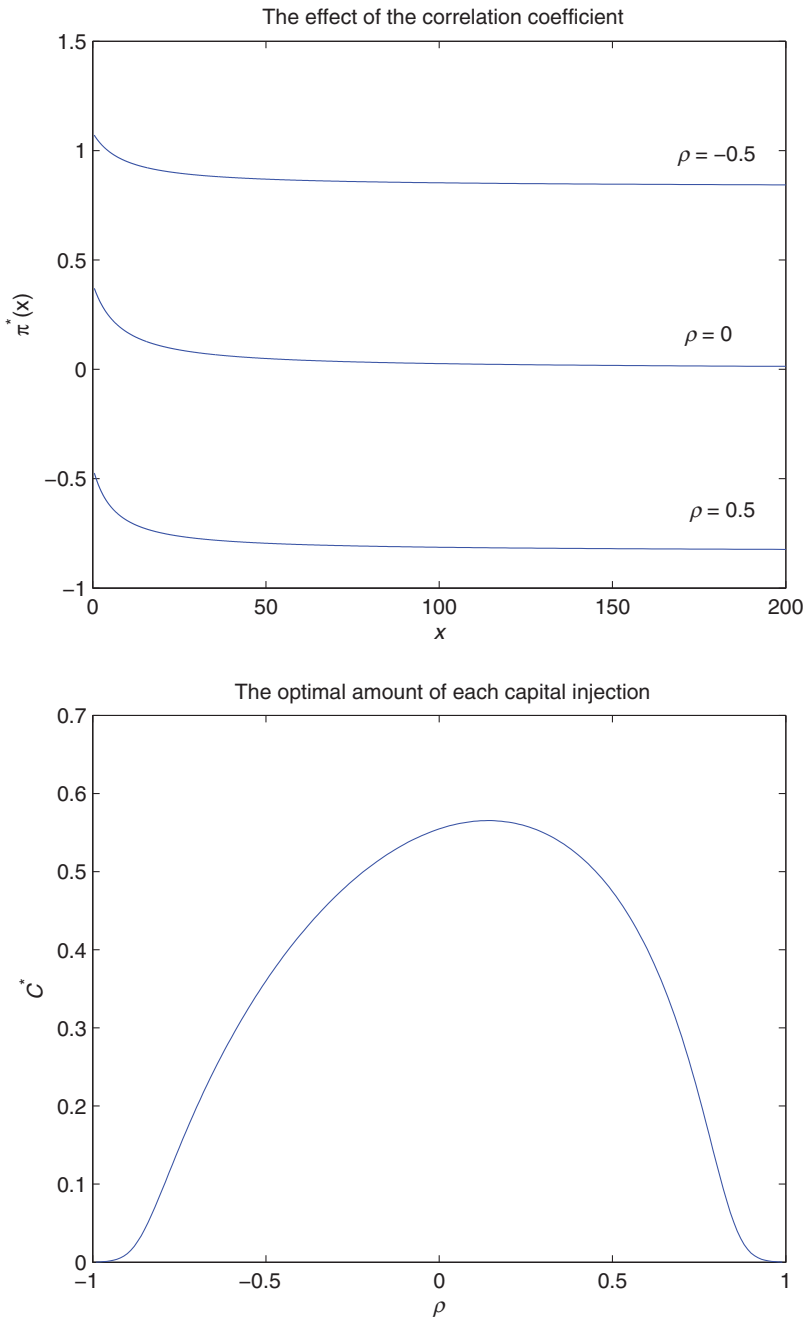 The effect of the correlation coefficient
1.5
1
0.5
0
−0.5
−1
π*(x)
ρ = −0.5
ρ = 0
ρ = 0.5
0
50
100
150
200
x
The optimal amount of each capital injection
0.7
0.6
0.5
0.4
0.3
0.2
0.1
0
C*
−1
−0.5
0
0.5
1
ρ